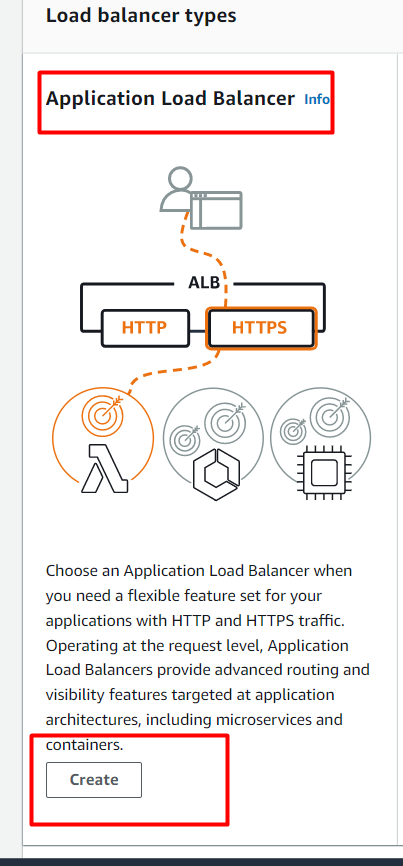 Load balancer types
Application Load Balancer Info
ALB
HTTP HTTPS
Choose an Application Load Balancer when
you need a flexible feature set for your
applications with HTTP and HTTPS traffic.
Operating at the request level, Application
Load Balancers provide advanced routing and
visibility features targeted at application
architectures, including microservices and
containers.
Create